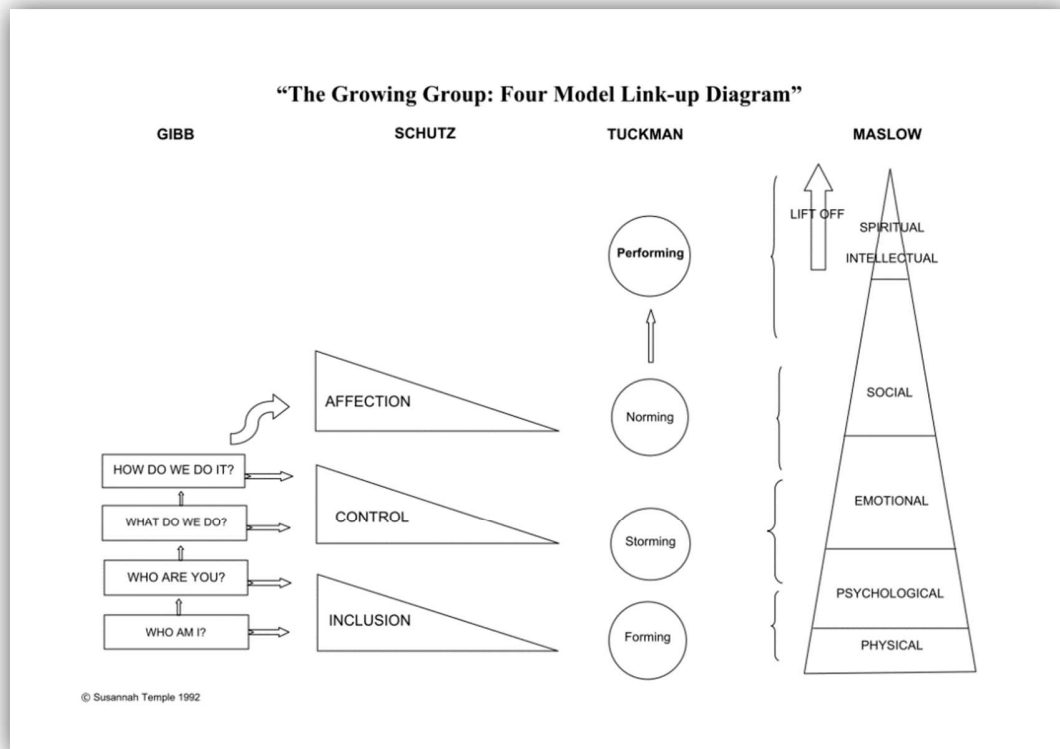 “The Growing Group: Four Model Link-up Diagram”
GIBB
SCHUTZ
TUCKMAN
MASLOW
HOW DO WE DO IT?
WHAT DO WE DO?
WHO ARE YOU?
WHO AM I?
AFFECTION
CONTROL
INCLUSION
Performing
Norming
Storming
Forming
LIFT OFF
SPIRITUAL
INTELLECTUAL
SOCIAL
EMOTIONAL
PSYCHOLOGICAL
PHYSICAL
© Susannah Temple 1992